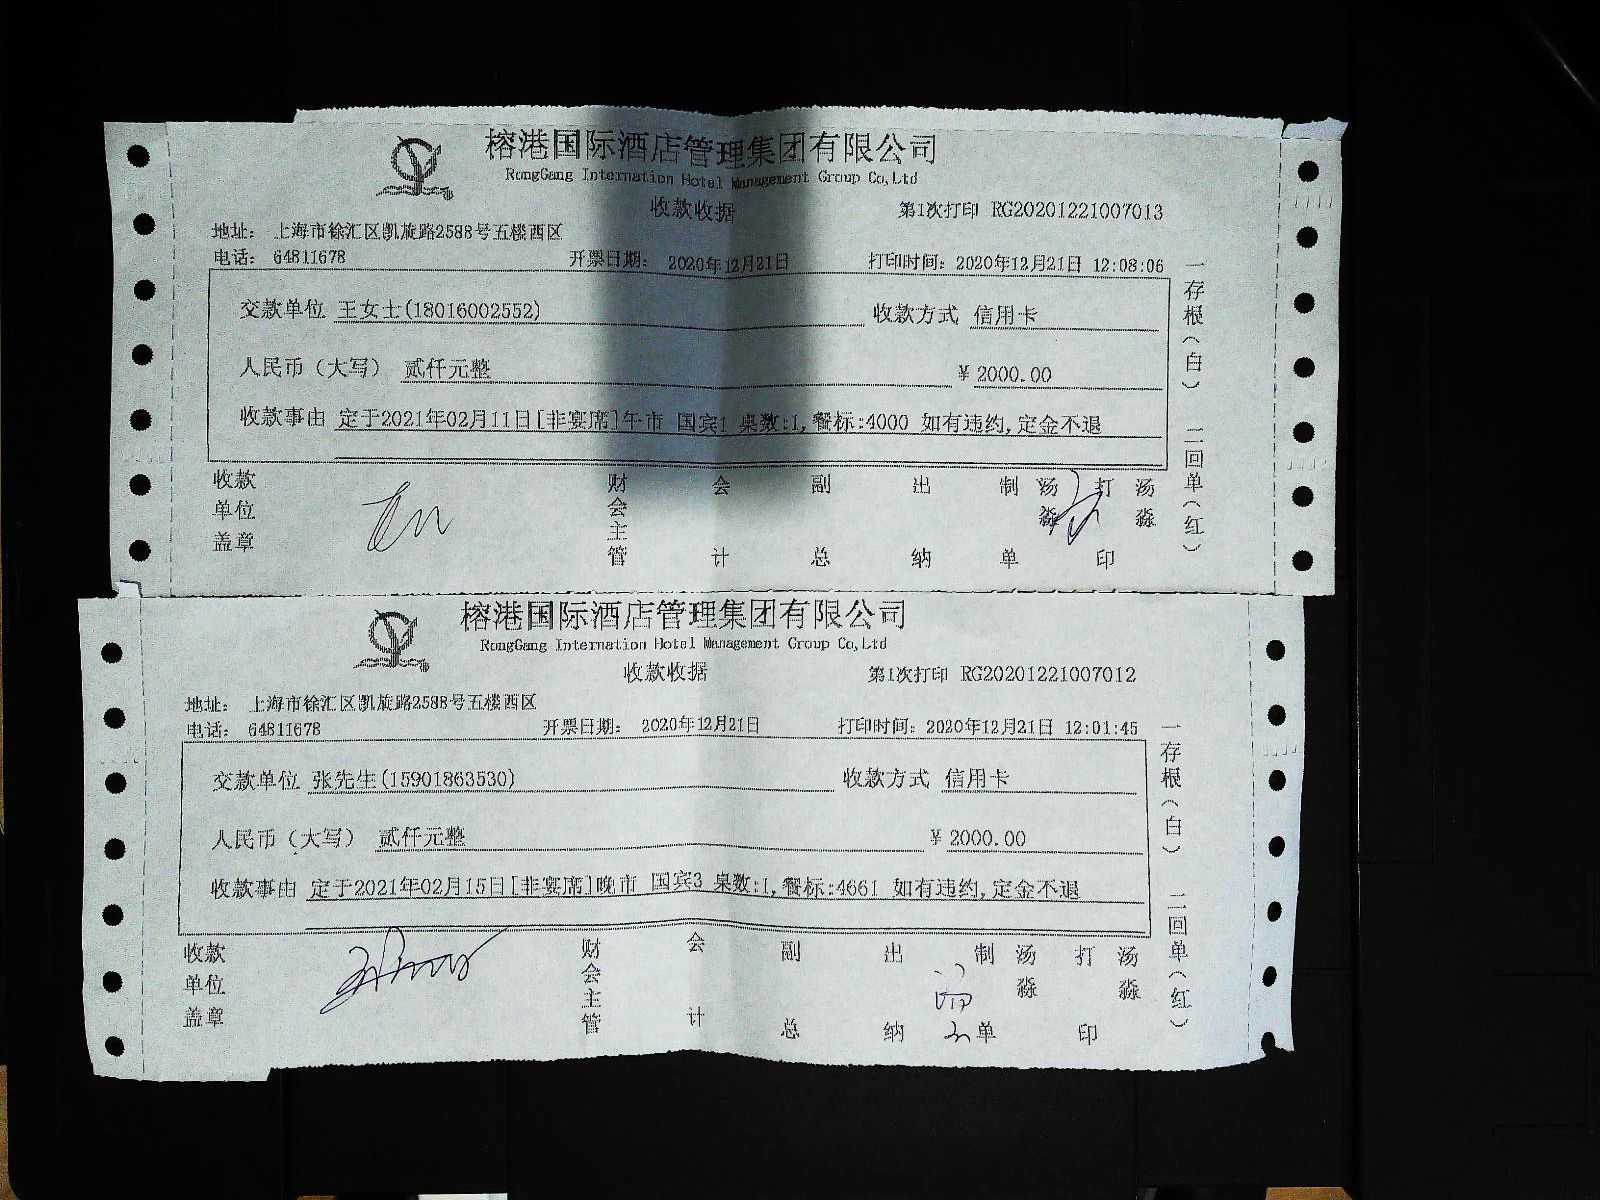 榕港国际酒店管理集团有限公司
RongGang Internation Hotel Management Group Co,Ltd
收款收据
第1次打印 RG20201221007013
地址： 上海市徐汇区凯旋路2588号五楼西区
电话： 64811678 开票日期： 2020年12月21日 打印时间：2020年12月21日 12:08:06
交款单位 王女士(18016002552) 收款方式 信用卡
人民币（大写） 贰仟元整 ¥ 2000.00
收款事由 定于2021年02月11日[非宴席]午市 国宾1 桌数:1,餐标:4000 如有违约,定金不退
收款单位盖章 财会主管 会计 副总 出纳 制单 汤淼 打印 汤淼
一存根（白） 二回单（红）
榕港国际酒店管理集团有限公司
RongGang Internation Hotel Management Group Co,Ltd
收款收据
第1次打印 RG20201221007012
地址： 上海市徐汇区凯旋路2588号五楼西区
电话： 64811678 开票日期： 2020年12月21日 打印时间：2020年12月21日 12:01:45
交款单位 张先生(15901863530) 收款方式 信用卡
人民币（大写） 贰仟元整 ¥ 2000.00
收款事由 定于2021年02月15日[非宴席]晚市 国宾3 桌数:1,餐标:4661 如有违约,定金不退
收款单位盖章 财会主管 会计 副总 出纳 制单 汤淼 打印 汤淼
一存根（白） 二回单（红）